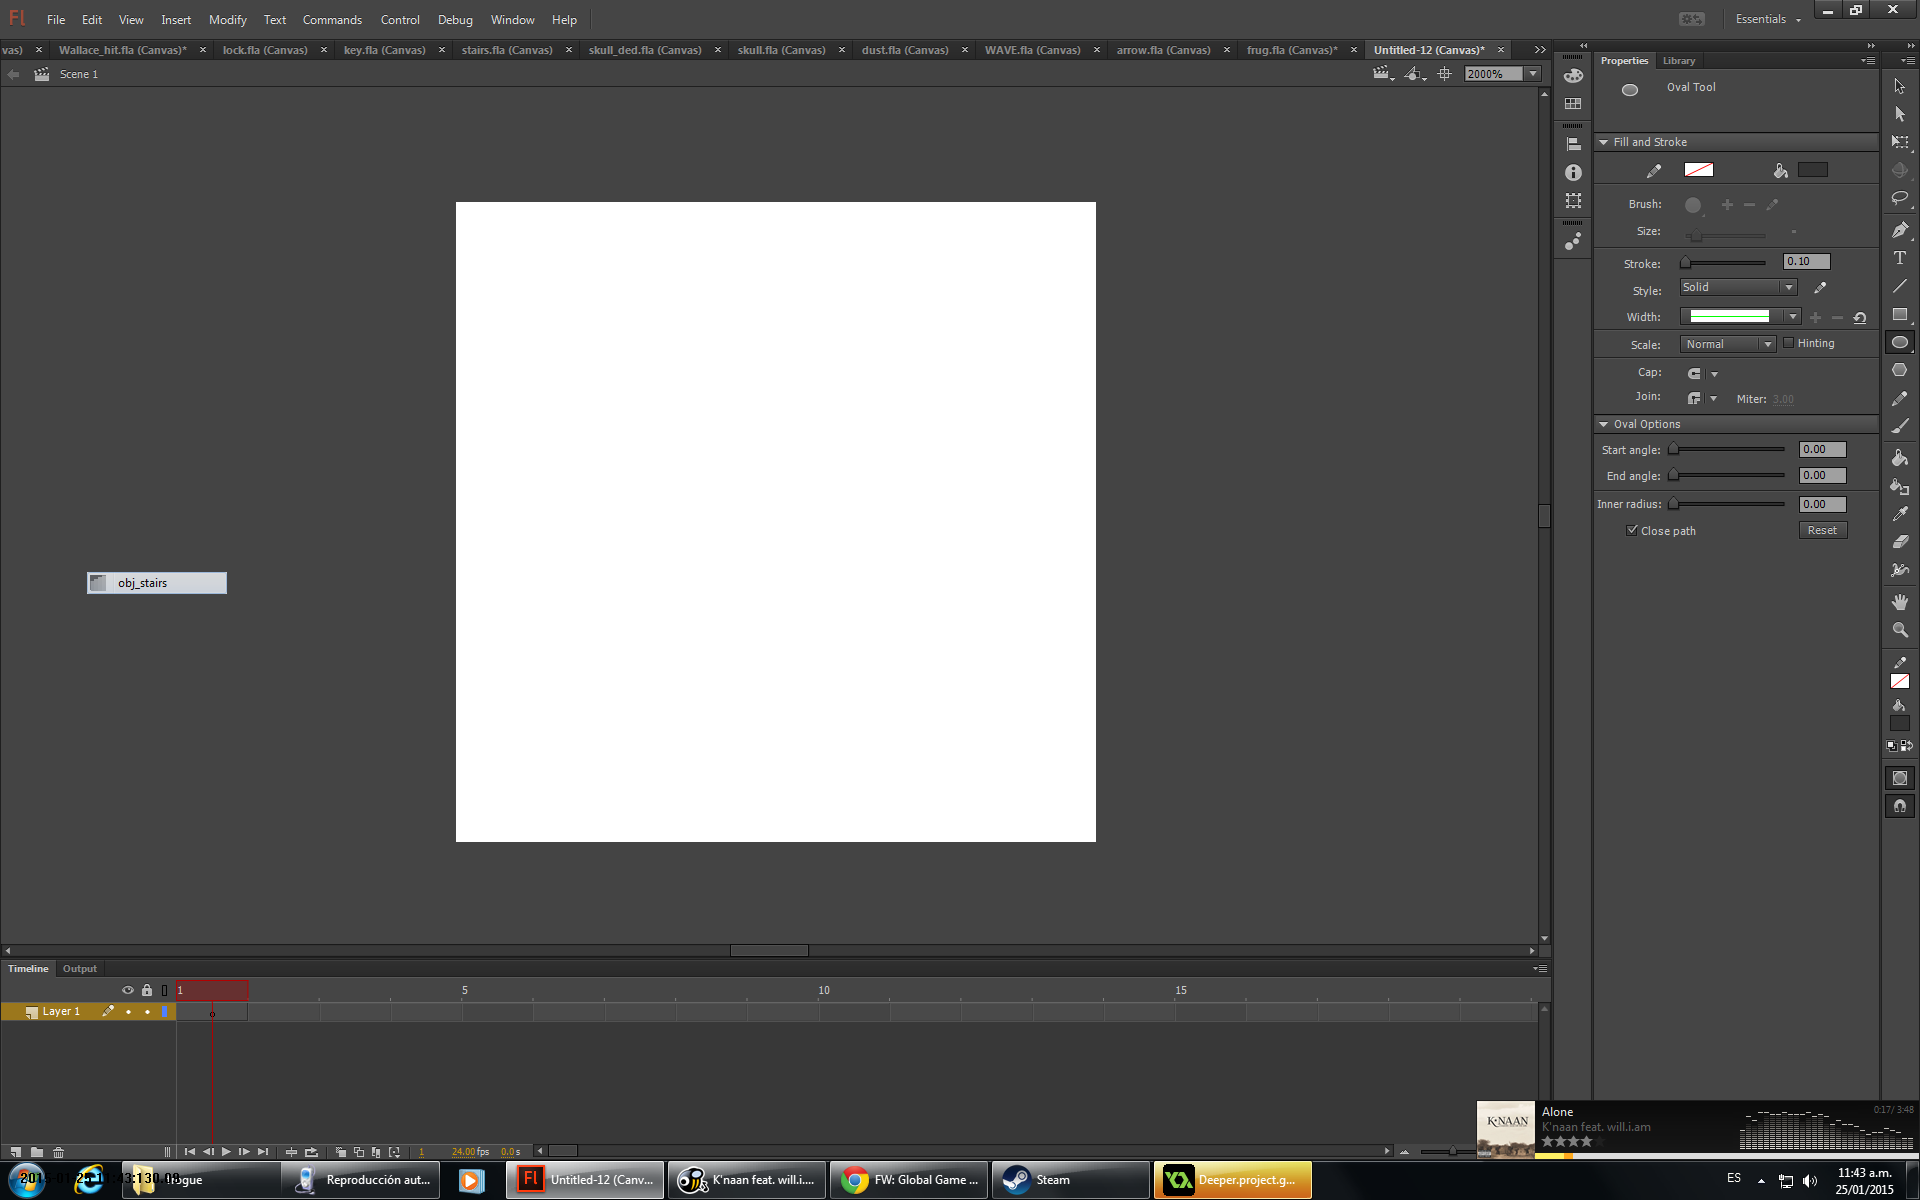 Fl File Edit View Insert Modify Text Commands Control Debug Window Help Essentials
vas) × Wallace_hit.fla (Canvas)* × lock.fla (Canvas) × key.fla (Canvas) × stairs.fla (Canvas) × skull_ded.fla (Canvas) × skull.fla (Canvas) × dust.fla (Canvas) × WAVE.fla (Canvas) × arrow.fla (Canvas) × frug.fla (Canvas)* × Untitled-12 (Canvas)* ×
Scene 1 2000%
Properties Library
Oval Tool
Fill and Stroke
Brush:
Size:
Stroke: 0.10
Style: Solid
Width:
Scale: Normal Hinting
Cap:
Join: Miter: 3.00
Oval Options
Start angle: 0.00
End angle: 0.00
Inner radius: 0.00
Close path Reset
obj_stairs
Timeline Output
1 5 10 15
Layer 1
1 24.00 fps 0.0 s
K'NAAN
Alone 0:17/ 3:48
K'naan feat. will.i.am
ogue Reproducción aut... Fl Untitled-12 (Canv... K'naan feat. will.i.... FW: Global Game ... Steam Deeper.project.g...
ES 11:43 a.m.
25/01/2015